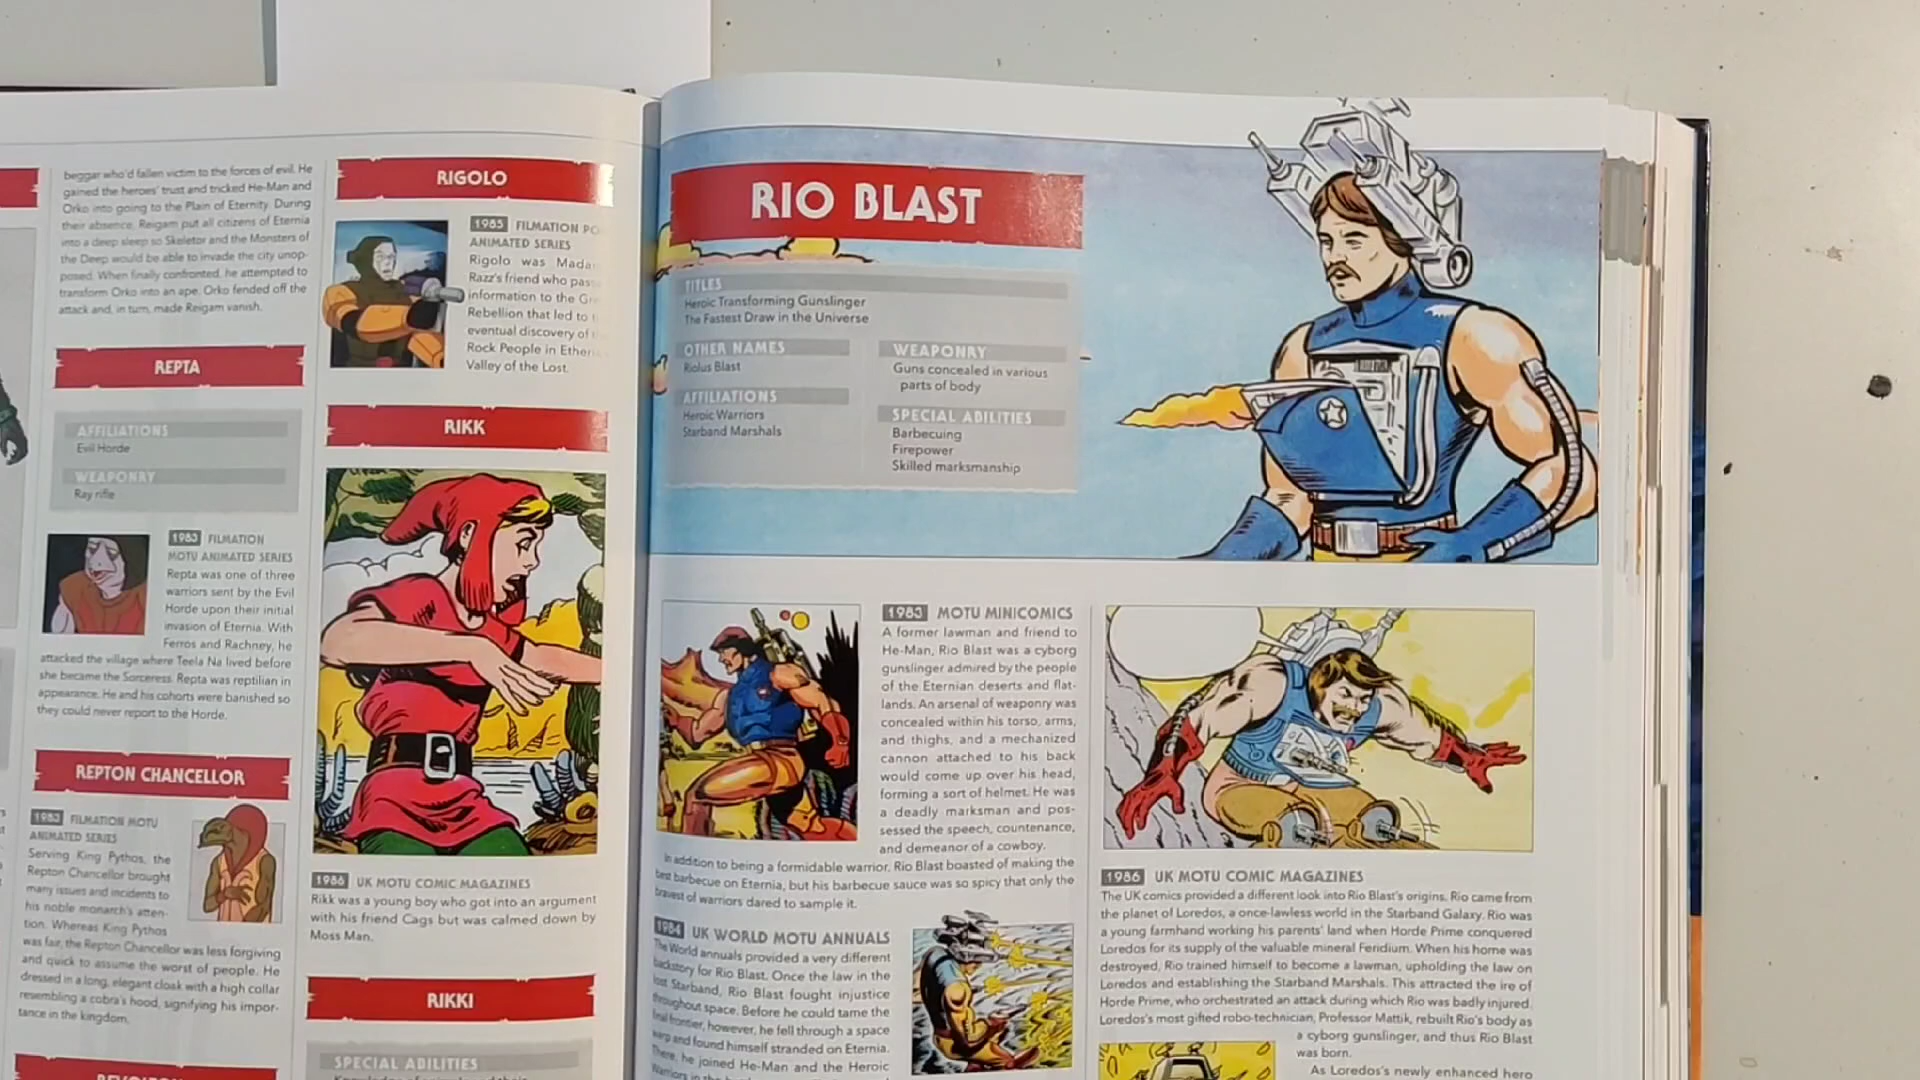 beggar who'd fallen victim to the forces of evil. He
gained the heroes' trust and tricked He-Man and
Orko into going to the Plain of Eternity. During
their absence, Reigam put all citizens of Eternia
into a deep sleep so Skeletor and the Monsters of
the Deep would be able to invade the city unop-
posed. When finally confronted, he attempted to
transform Orko into an ape. Orko fended off the
attack and, in turn, made Reigam vanish.
REPTA
AFFILIATIONS
Evil Horde
WEAPONRY
Ray rifle
1983 FILMATION
MOTU ANIMATED SERIES
Repta was one of three
warriors sent by the Evil
Horde upon their initial
invasion of Eternia. With
Ferros and Rachney, he
attacked the village where Teela Na lived before
she became the Sorceress. Repta was reptilian in
appearance. He and his cohorts were banished so
they could never report to the Horde.
REPTON CHANCELLOR
1983 FILMATION MOTU
ANIMATED SERIES
Serving King Pythos, the
Repton Chancellor brought
many issues and incidents to
his noble monarch's atten-
tion. Whereas King Pythos
was fair, the Repton Chancellor was less forgiving
and quick to assume the worst of people. He
dressed in a long, elegant cloak with a high collar
resembling a cobra's hood, signifying his impor-
tance in the kingdom.
RIGOLO
1985 FILMATION
ANIMATED SERIES
Rigolo was
Razz's friend who
information to the
Rebellion that led to
eventual discovery of
Rock People in
Valley of the Lost.
RIKK
1986 UK MOTU COMIC MAGAZINES
Rikk was a young boy who got into an argument
with his friend Cags but was calmed down by
Moss Man.
RIKKI
SPECIAL ABILITIES
RIO BLAST
TITLES
Heroic Transforming Gunslinger
The Fastest Draw in the Universe
OTHER NAMES
Riolus Blast
AFFILIATIONS
Heroic Warriors
Starband Marshals
WEAPONRY
Guns concealed in various
parts of body
SPECIAL ABILITIES
Barbecuing
Firepower
Skilled marksmanship
1983 MOTU MINICOMICS
A former lawman and friend to
He-Man, Rio Blast was a cyborg
gunslinger admired by the people
of the Eternian deserts and flat-
lands. An arsenal of weaponry was
concealed within his torso, arms,
and thighs, and a mechanized
cannon attached to his back
would come up over his head,
forming a sort of helmet. He was
a deadly marksman and pos-
sessed the speech, countenance,
and demeanor of a cowboy.
In addition to being a formidable warrior, Rio Blast boasted of making the
best barbecue on Eternia, but his barbecue sauce was so spicy that only the
bravest of warriors dared to sample it.
1984 UK WORLD MOTU ANNUALS
The World annuals provided a very different
backstory for Rio Blast. Once the law in the
lost Starband, Rio Blast fought injustice
throughout space. Before he could tame the
final frontier, however, he fell through a space
warp and found himself stranded on Eternia.
There, he joined He-Man and the Heroic
Warriors in the
1986 UK MOTU COMIC MAGAZINES
The UK comics provided a different look into Rio Blast's origins. Rio came from
the planet of Loredos, a once-lawless world in the Starband Galaxy. Rio was
a young farmhand working his parents' land when Horde Prime conquered
Loredos for its supply of the valuable mineral Feridium. When his home was
destroyed, Rio trained himself to become a lawman, upholding the law on
Loredos and establishing the Starband Marshals. This attracted the ire of
Horde Prime, who orchestrated an attack during which Rio was badly injured.
Loredos's most gifted robo-technician, Professor Mattik, rebuilt Rio's body as
a cyborg gunslinger, and thus Rio Blast
was born.
As Loredos's newly enhanced hero